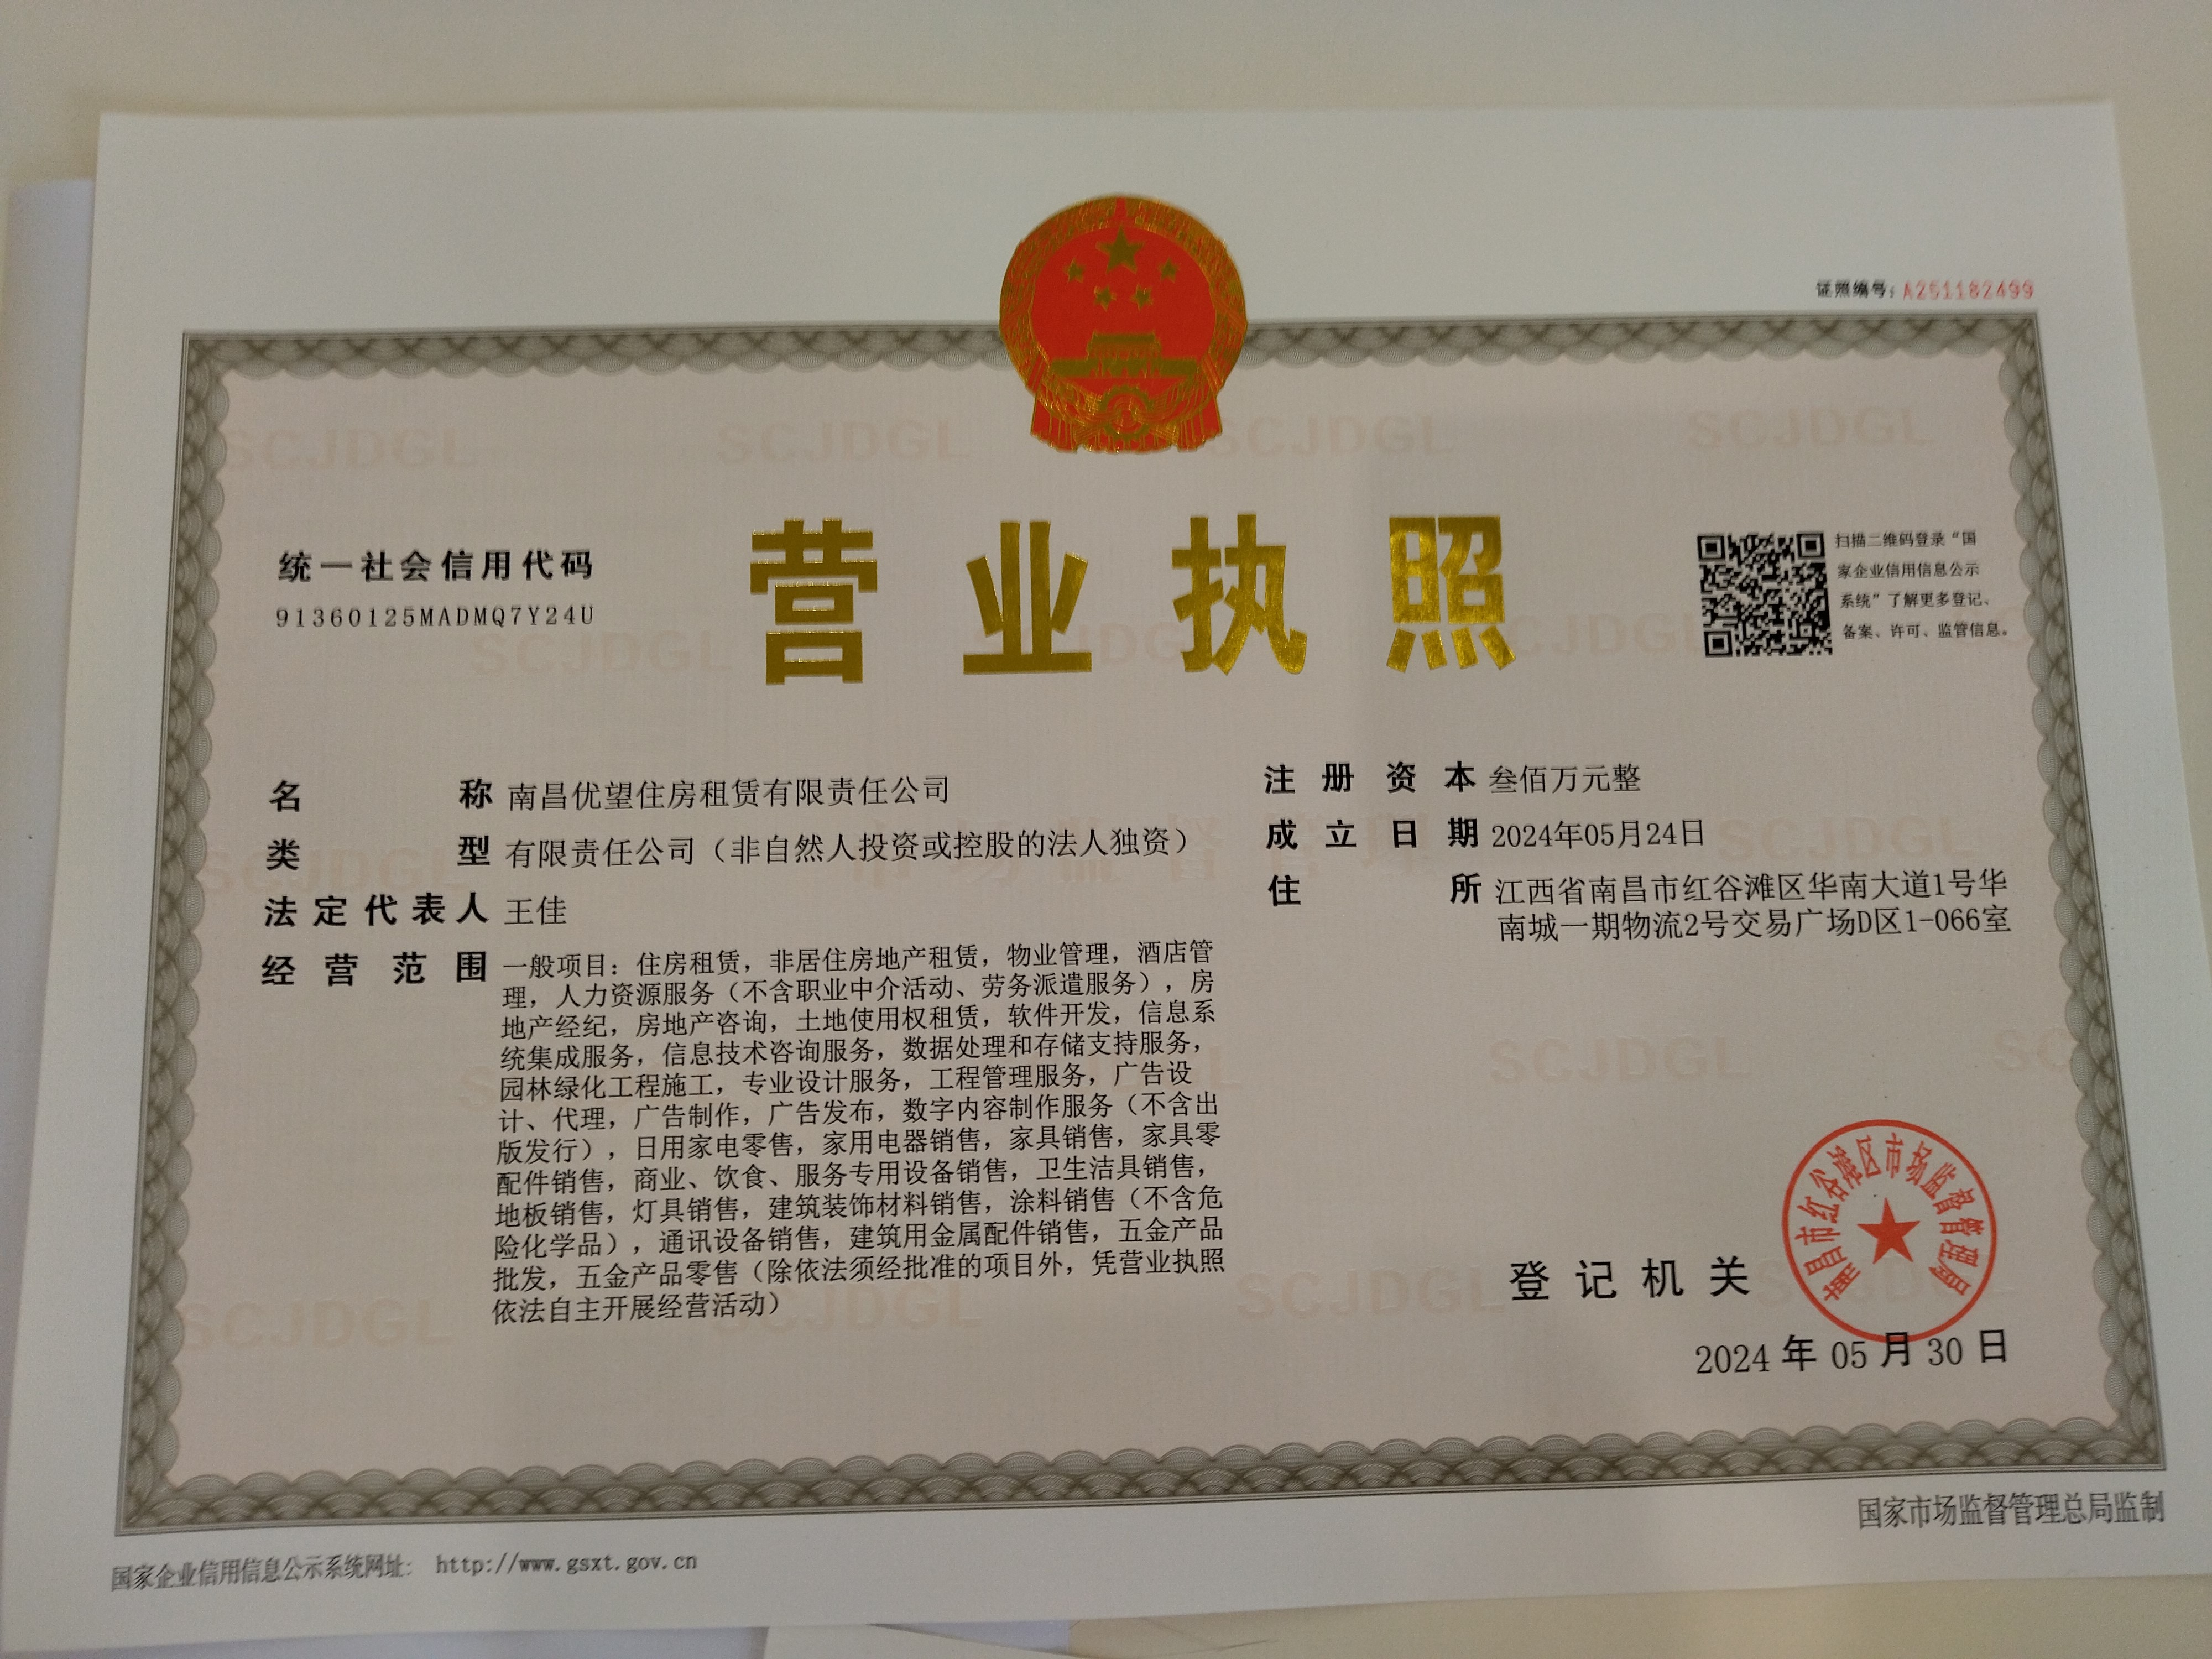 证照编号：A251182499
营业执照
统一社会信用代码
91360125MADMQ7Y24U
扫描二维码登录“国
家企业信用信息公示
系统”了解更多登记、
备案、许可、监管信息。
名称 南昌优望住房租赁有限责任公司
类型 有限责任公司（非自然人投资或控股的法人独资）
法定代表人 王佳
经营范围 一般项目：住房租赁，非居住房地产租赁，物业管理，酒店管
理，人力资源服务（不含职业中介活动、劳务派遣服务），房
地产经纪，房地产咨询，土地使用权租赁，软件开发，信息系
统集成服务，信息技术咨询服务，数据处理和存储支持服务，
园林绿化工程施工，专业设计服务，工程管理服务，广告设
计、代理，广告制作，广告发布，数字内容制作服务（不含出
版发行），日用家电零售，家用电器销售，家具销售，家具零
配件销售，商业、饮食、服务专用设备销售，卫生洁具销售，
地板销售，灯具销售，建筑装饰材料销售，涂料销售（不含危
险化学品），通讯设备销售，建筑用金属配件销售，五金产品
批发，五金产品零售（除依法须经批准的项目外，凭营业执照
依法自主开展经营活动）
注册资本 叁佰万元整
成立日期 2024年05月24日
住所 江西省南昌市红谷滩区华南大道1号华
南城一期物流2号交易广场D区1-066室
登记机关
南昌市红谷滩区市场监督管理局
2024年05月30日
国家企业信用信息公示系统网址： http://www.gsxt.gov.cn
国家市场监督管理总局监制